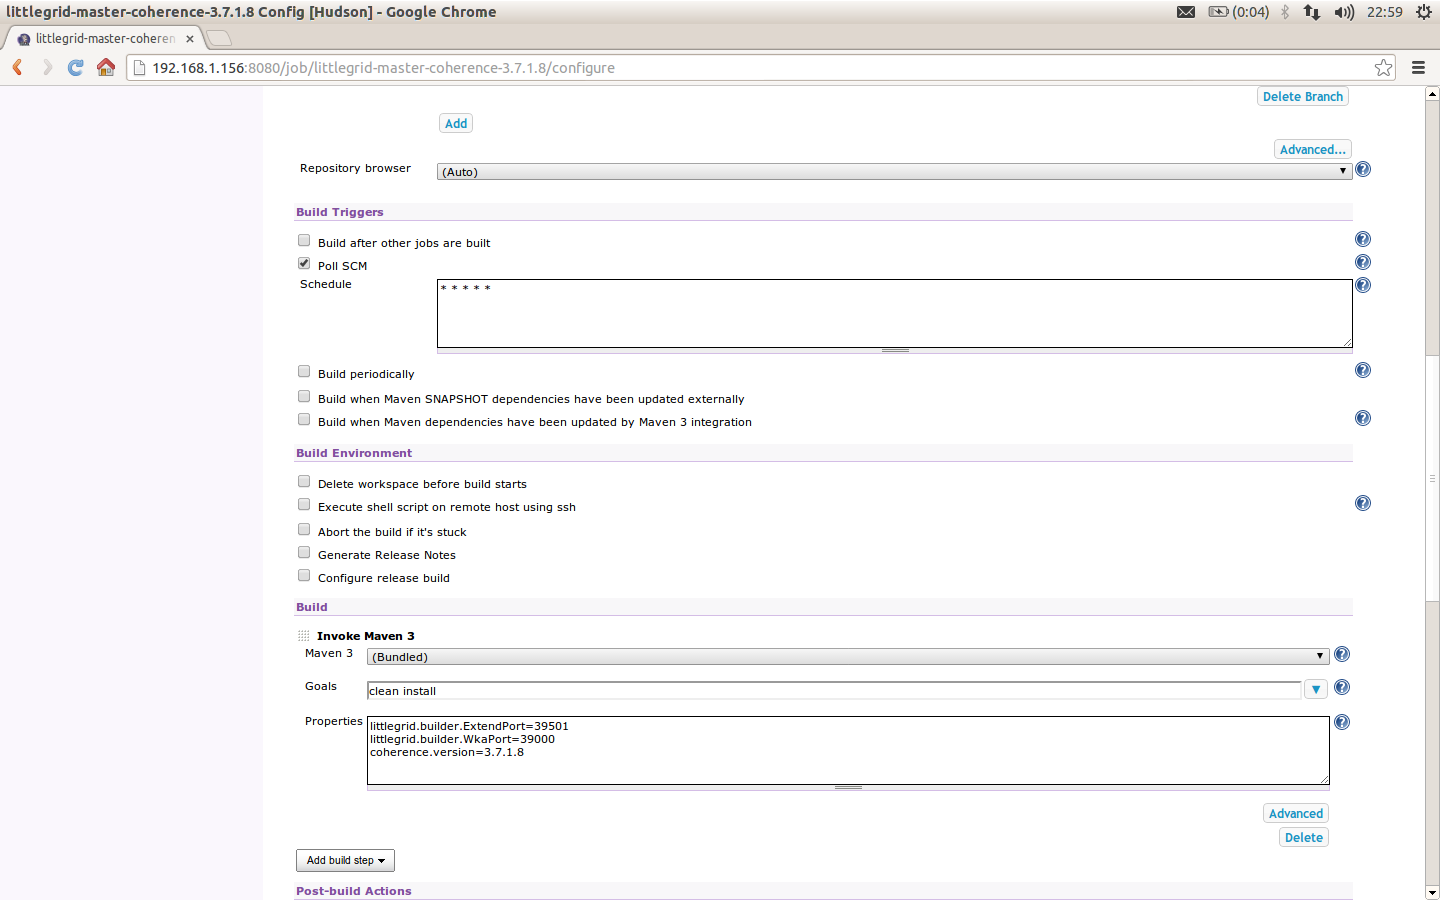 littlegrid-master-coherence-3.7.1.8 Config [Hudson] - Google Chrome
(0:04) 22:59
littlegrid-master-coheren
192.168.1.156:8080/job/littlegrid-master-coherence-3.7.1.8/configure
Delete Branch
Add
Advanced...
Repository browser (Auto)
Build Triggers
Build after other jobs are built
Poll SCM
Schedule * * * * *
Build periodically
Build when Maven SNAPSHOT dependencies have been updated externally
Build when Maven dependencies have been updated by Maven 3 integration
Build Environment
Delete workspace before build starts
Execute shell script on remote host using ssh
Abort the build if it's stuck
Generate Release Notes
Configure release build
Build
Invoke Maven 3
Maven 3 (Bundled)
Goals clean install
Properties littlegrid.builder.ExtendPort=39501
littlegrid.builder.WkaPort=39000
coherence.version=3.7.1.8
Advanced
Delete
Add build step
Post-build Actions